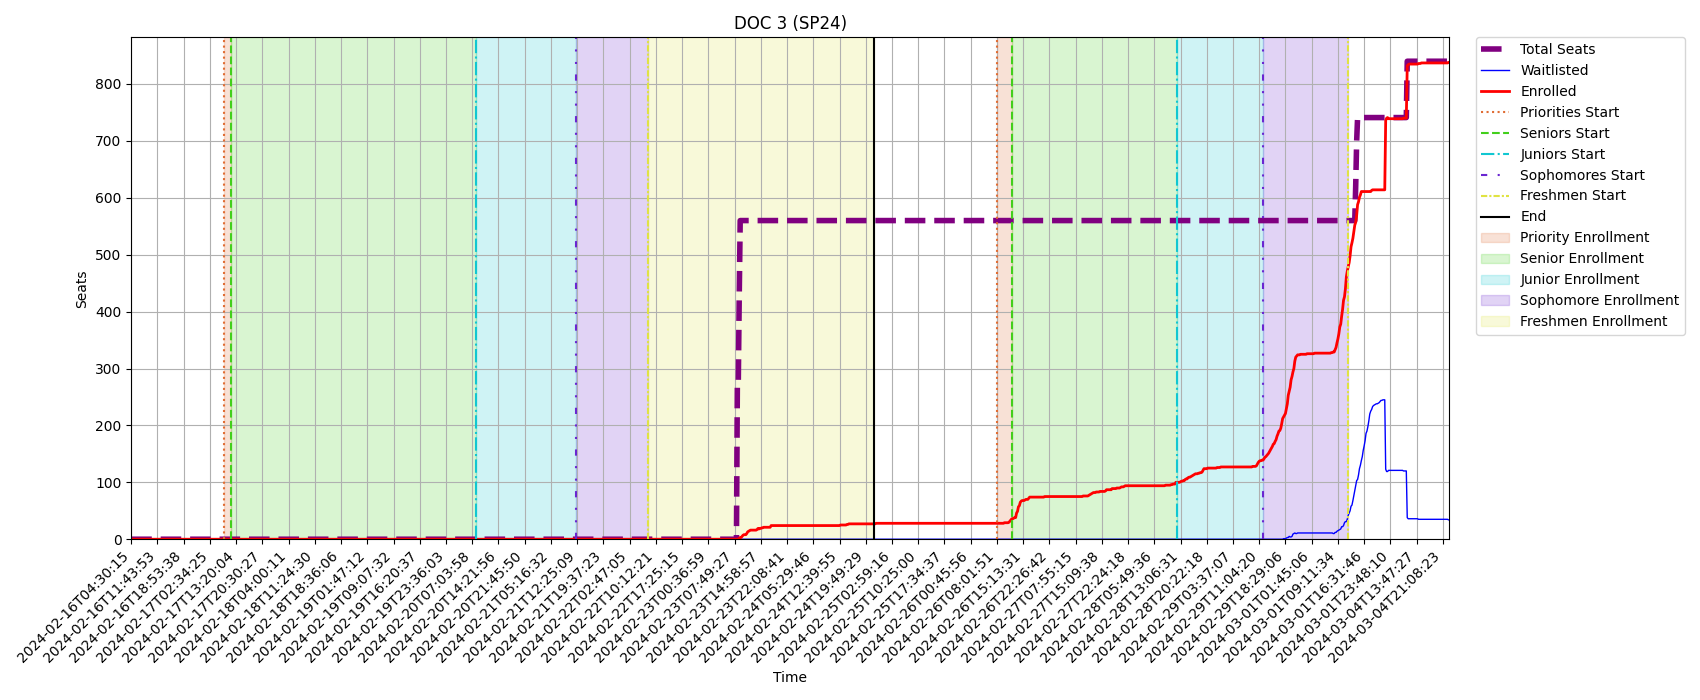 DOC 3 (SP24)
Seats
800
700
600
500
400
300
200
100
0
2024-02-16T04:30:15
2024-02-16T11:43:53
2024-02-16T18:53:38
2024-02-17T02:34:25
2024-02-17T13:20:04
2024-02-17T20:30:27
2024-02-18T04:00:11
2024-02-18T11:24:30
2024-02-18T18:36:06
2024-02-19T01:47:12
2024-02-19T09:07:32
2024-02-19T16:20:37
2024-02-19T23:36:03
2024-02-20T07:03:58
2024-02-20T14:21:56
2024-02-20T21:45:50
2024-02-21T05:16:32
2024-02-21T12:25:09
2024-02-21T19:37:23
2024-02-22T02:47:05
2024-02-22T10:12:21
2024-02-22T17:25:15
2024-02-23T00:36:59
2024-02-23T07:49:27
2024-02-23T14:58:57
2024-02-23T22:08:41
2024-02-24T05:29:46
2024-02-24T12:39:55
2024-02-24T19:49:29
2024-02-25T02:59:16
2024-02-25T10:25:00
2024-02-25T17:34:37
2024-02-26T00:45:56
2024-02-26T08:01:51
2024-02-26T15:13:31
2024-02-26T22:26:42
2024-02-27T07:55:15
2024-02-27T15:09:38
2024-02-27T22:24:18
2024-02-28T05:49:36
2024-02-28T13:06:31
2024-02-28T20:22:18
2024-02-29T03:37:07
2024-02-29T11:04:20
2024-02-29T18:29:06
2024-03-01T01:45:06
2024-03-01T09:11:34
2024-03-01T16:31:46
2024-03-01T23:48:10
2024-03-04T13:47:27
2024-03-04T21:08:23
Time
Total Seats
Waitlisted
Enrolled
Priorities Start
Seniors Start
Juniors Start
Sophomores Start
Freshmen Start
End
Priority Enrollment
Senior Enrollment
Junior Enrollment
Sophomore Enrollment
Freshmen Enrollment